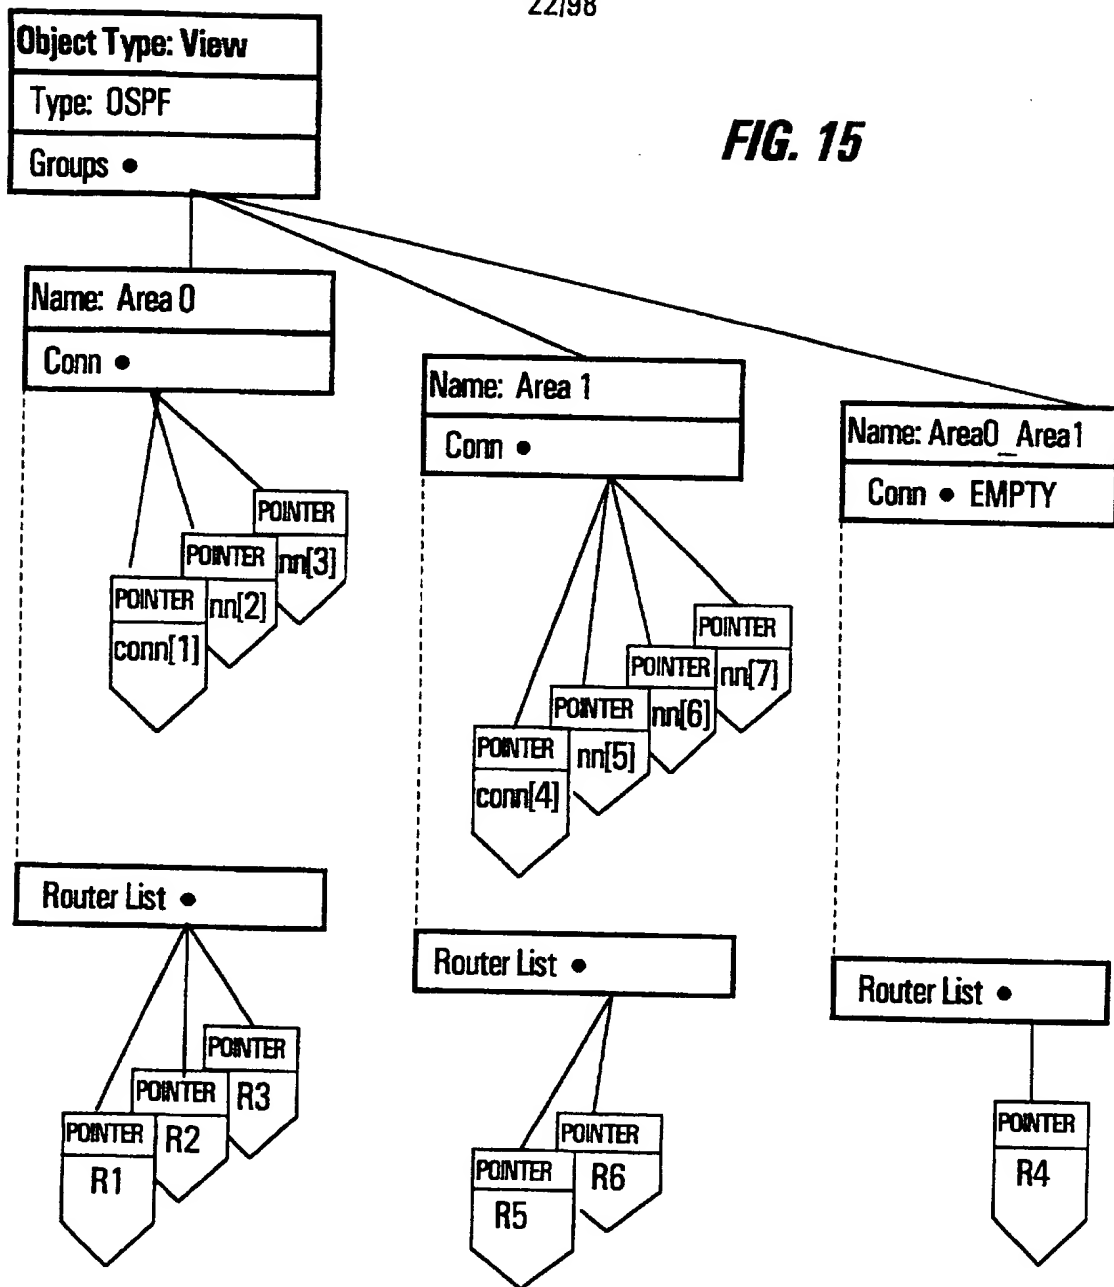 22/98
FIG. 15
Object Type: View
Type: OSPF
Groups •
Name: Area 0
Conn •
POINTER
conn[1]
POINTER
nn[2]
POINTER
nn[3]
Router List •
POINTER
R1
POINTER
R2
POINTER
R3
Name: Area 1
Conn •
POINTER
conn[4]
POINTER
nn[5]
POINTER
nn[6]
POINTER
nn[7]
Router List •
POINTER
R5
POINTER
R6
Name: Area0_Area1
Conn • EMPTY
Router List •
POINTER
R4